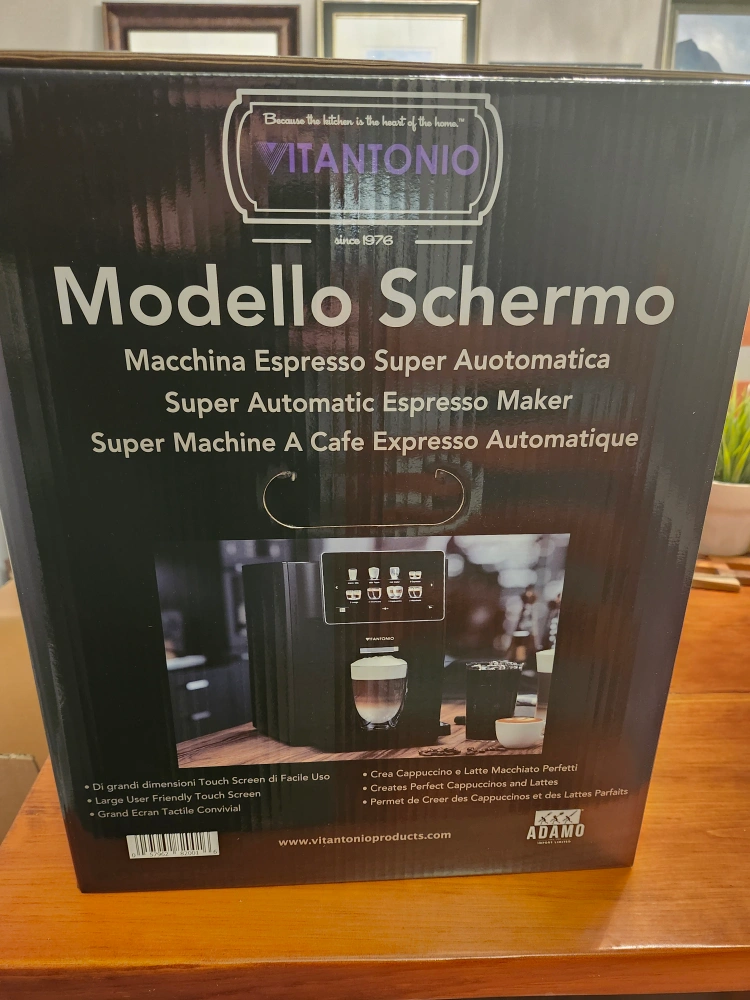 Because the kitchen is the heart of the home.™
VITANTONIO
since 1976
Modello Schermo
Macchina Espresso Super Auotomatica
Super Automatic Espresso Maker
Super Machine A Cafe Expresso Automatique
VITANTONIO
• Di grandi dimensioni Touch Screen di Facile Uso
• Large User Friendly Touch Screen
• Grand Ecran Tactile Convivial
• Crea Cappuccino e Latte Macchiato Perfetti
• Creates Perfect Cappuccinos and Lattes
• Permet de Creer des Cappuccinos et des Lattes Parfaits
www.vitantonioproducts.com
ADAMO
IMPORT LIMITED